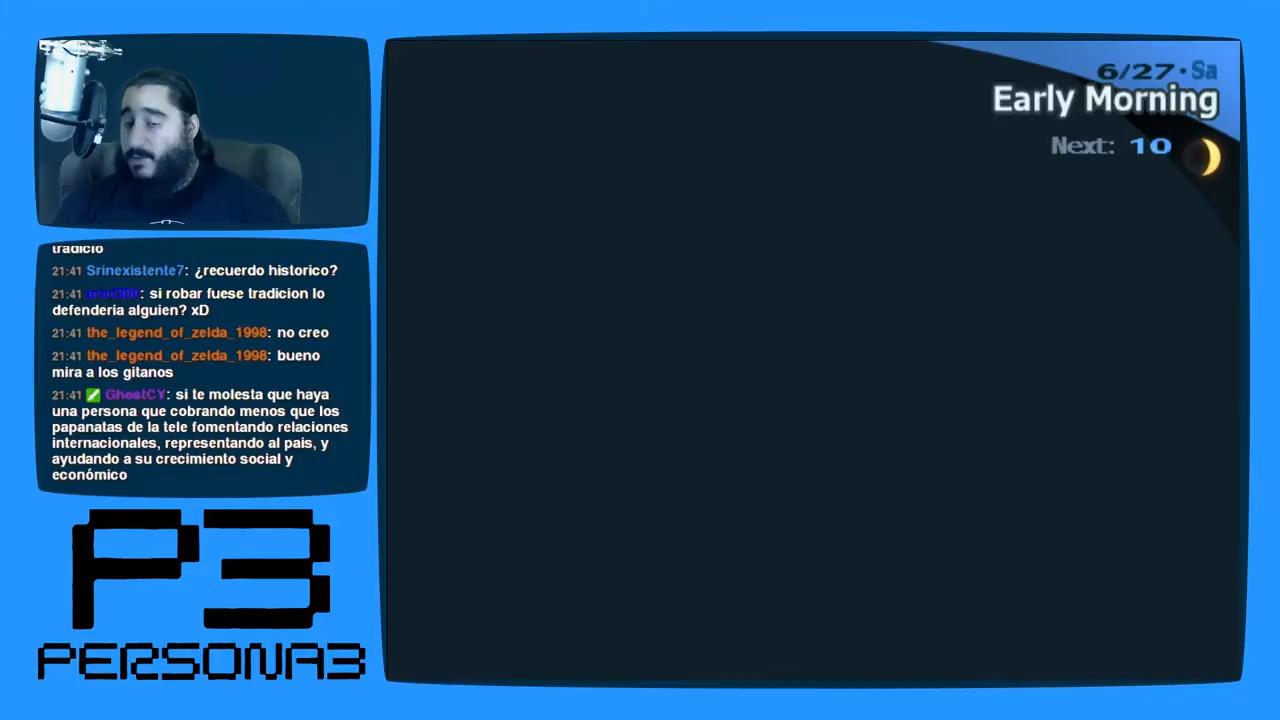 6/27·Sa
Early Morning
Next: 10
tradicio
21:41 Srinexistente7: ¿recuerdo historico?
21:41 : si robar fuese tradicion lo
defenderia alguien? xD
21:41 the_legend_of_zelda_1998: no creo
21:41 the_legend_of_zelda_1998: bueno
mira a los gitanos
21:41 GhostCY: si te molesta que haya
una persona que cobrando menos que los
papanatas de la tele fomentando relaciones
internacionales, representando al pais, y
ayudando a su crecimiento social y
económico
P3
PERSONA3